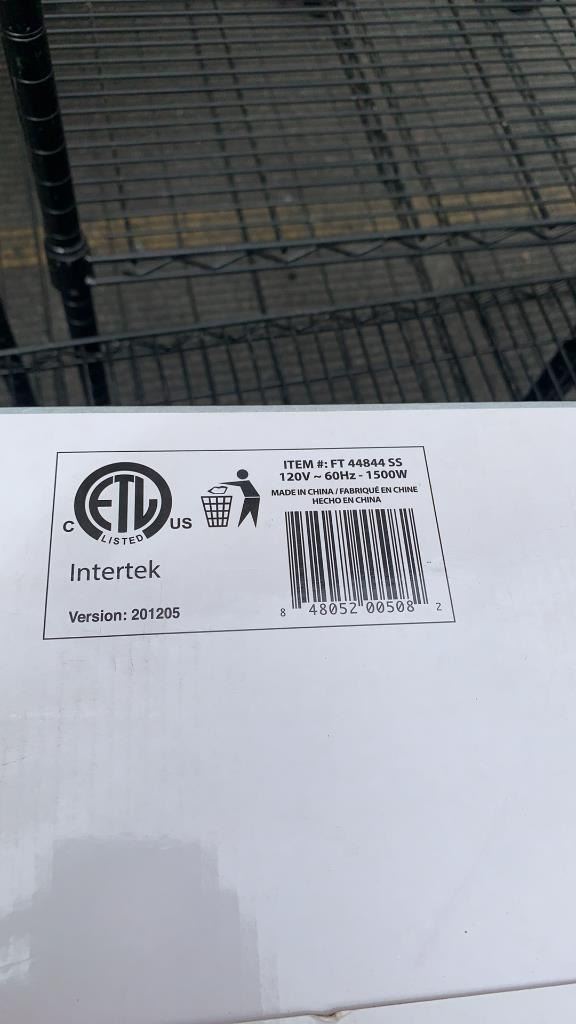 ETL
C
US
LISTED
Intertek
Version: 201205
ITEM #: FT 44844 SS
120V ~ 60Hz - 1500W
MADE IN CHINA / FABRIQUÉ EN CHINE
HECHO EN CHINA
8 48052 00508 2